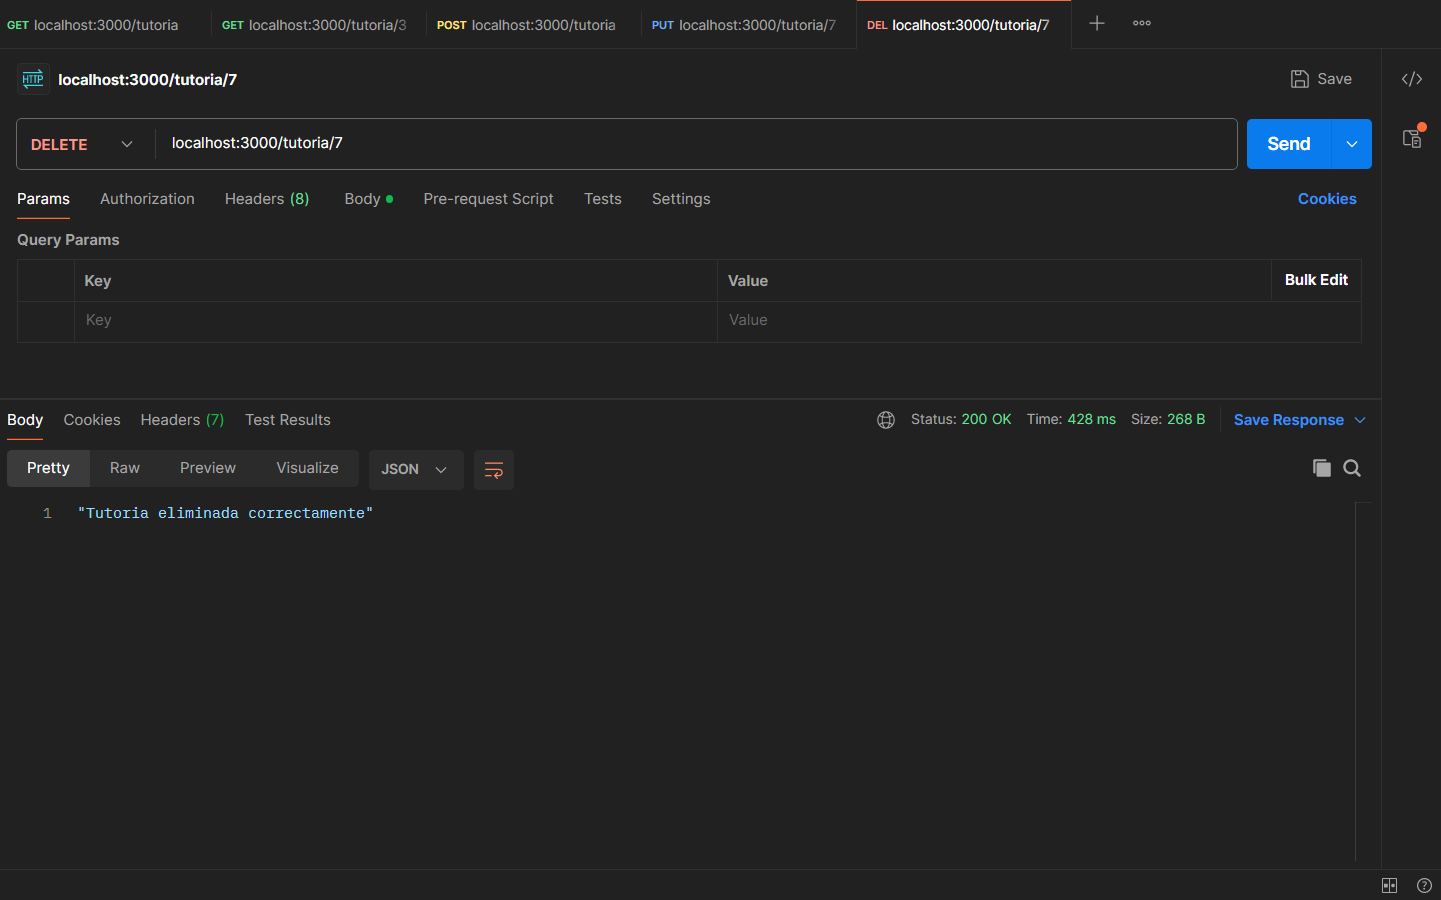 GET localhost:3000/tutoria
GET localhost:3000/tutoria/3
POST localhost:3000/tutoria
PUT localhost:3000/tutoria/7
DEL localhost:3000/tutoria/7
HTTP localhost:3000/tutoria/7
Save
DELETE localhost:3000/tutoria/7
Send
Params Authorization Headers (8) Body Pre-request Script Tests Settings Cookies
Query Params
Key Value Bulk Edit
Key Value
Body Cookies Headers (7) Test Results Status: 200 OK Time: 428 ms Size: 268 B Save Response
Pretty Raw Preview Visualize JSON
1 "Tutoria eliminada correctamente"